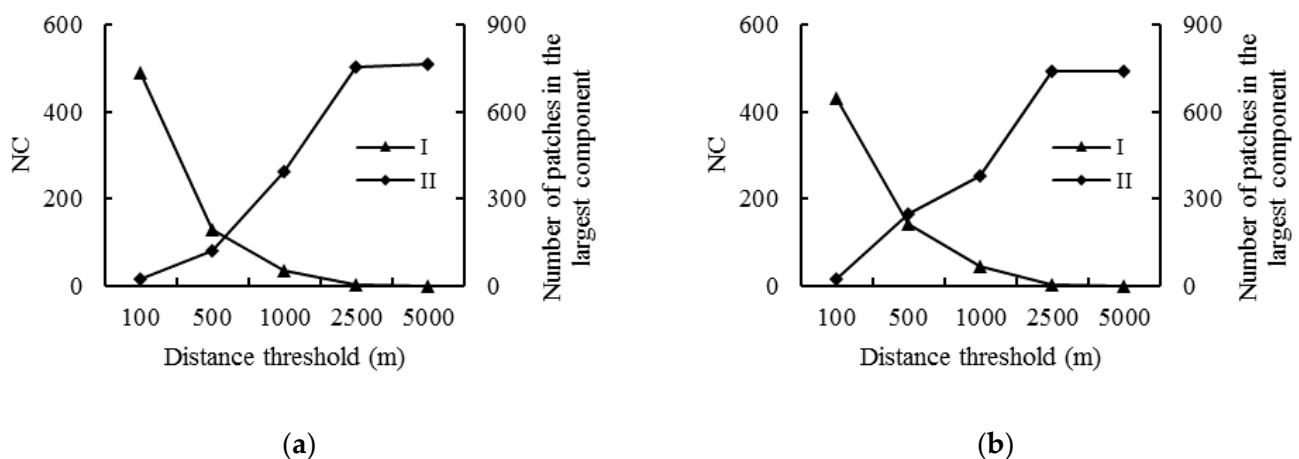 600
400
200
0
NC
900
600
300
0
Number of patches in the
largest component
I
II
100 500 1000 2500 5000
Distance threshold (m)
(a)
600
400
200
0
NC
900
600
300
0
Number of patches in the
largest component
I
II
100 500 1000 2500 5000
Distance threshold (m)
(b)